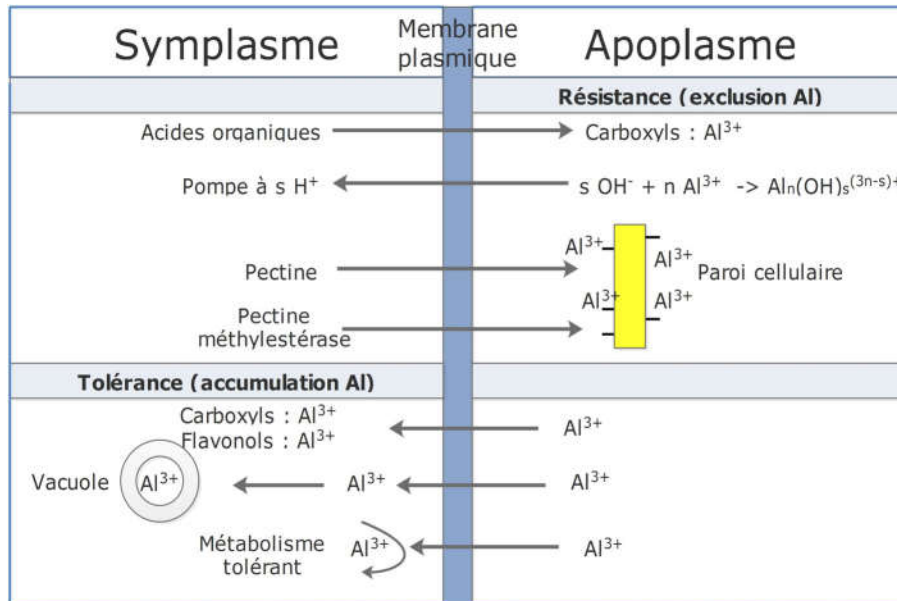 Symplasme
Membrane
plasmique
Apoplasme
Résistance (exclusion Al)
Acides organiques
Carboxyls : Al³⁺
Pompe à s H⁺
s OH⁻ + n Al³⁺ -> Alₙ(OH)ₛ⁽³ⁿ⁻ˢ⁾⁺
Pectine
Al³⁺
Al³⁺
Paroi cellulaire
Pectine
méthylestérase
Al³⁺
Al³⁺
Tolérance (accumulation Al)
Carboxyls : Al³⁺
Flavonols : Al³⁺
Al³⁺
Vacuole
Al³⁺
Al³⁺
Al³⁺
Métabolisme
tolérant
Al³⁺
Al³⁺